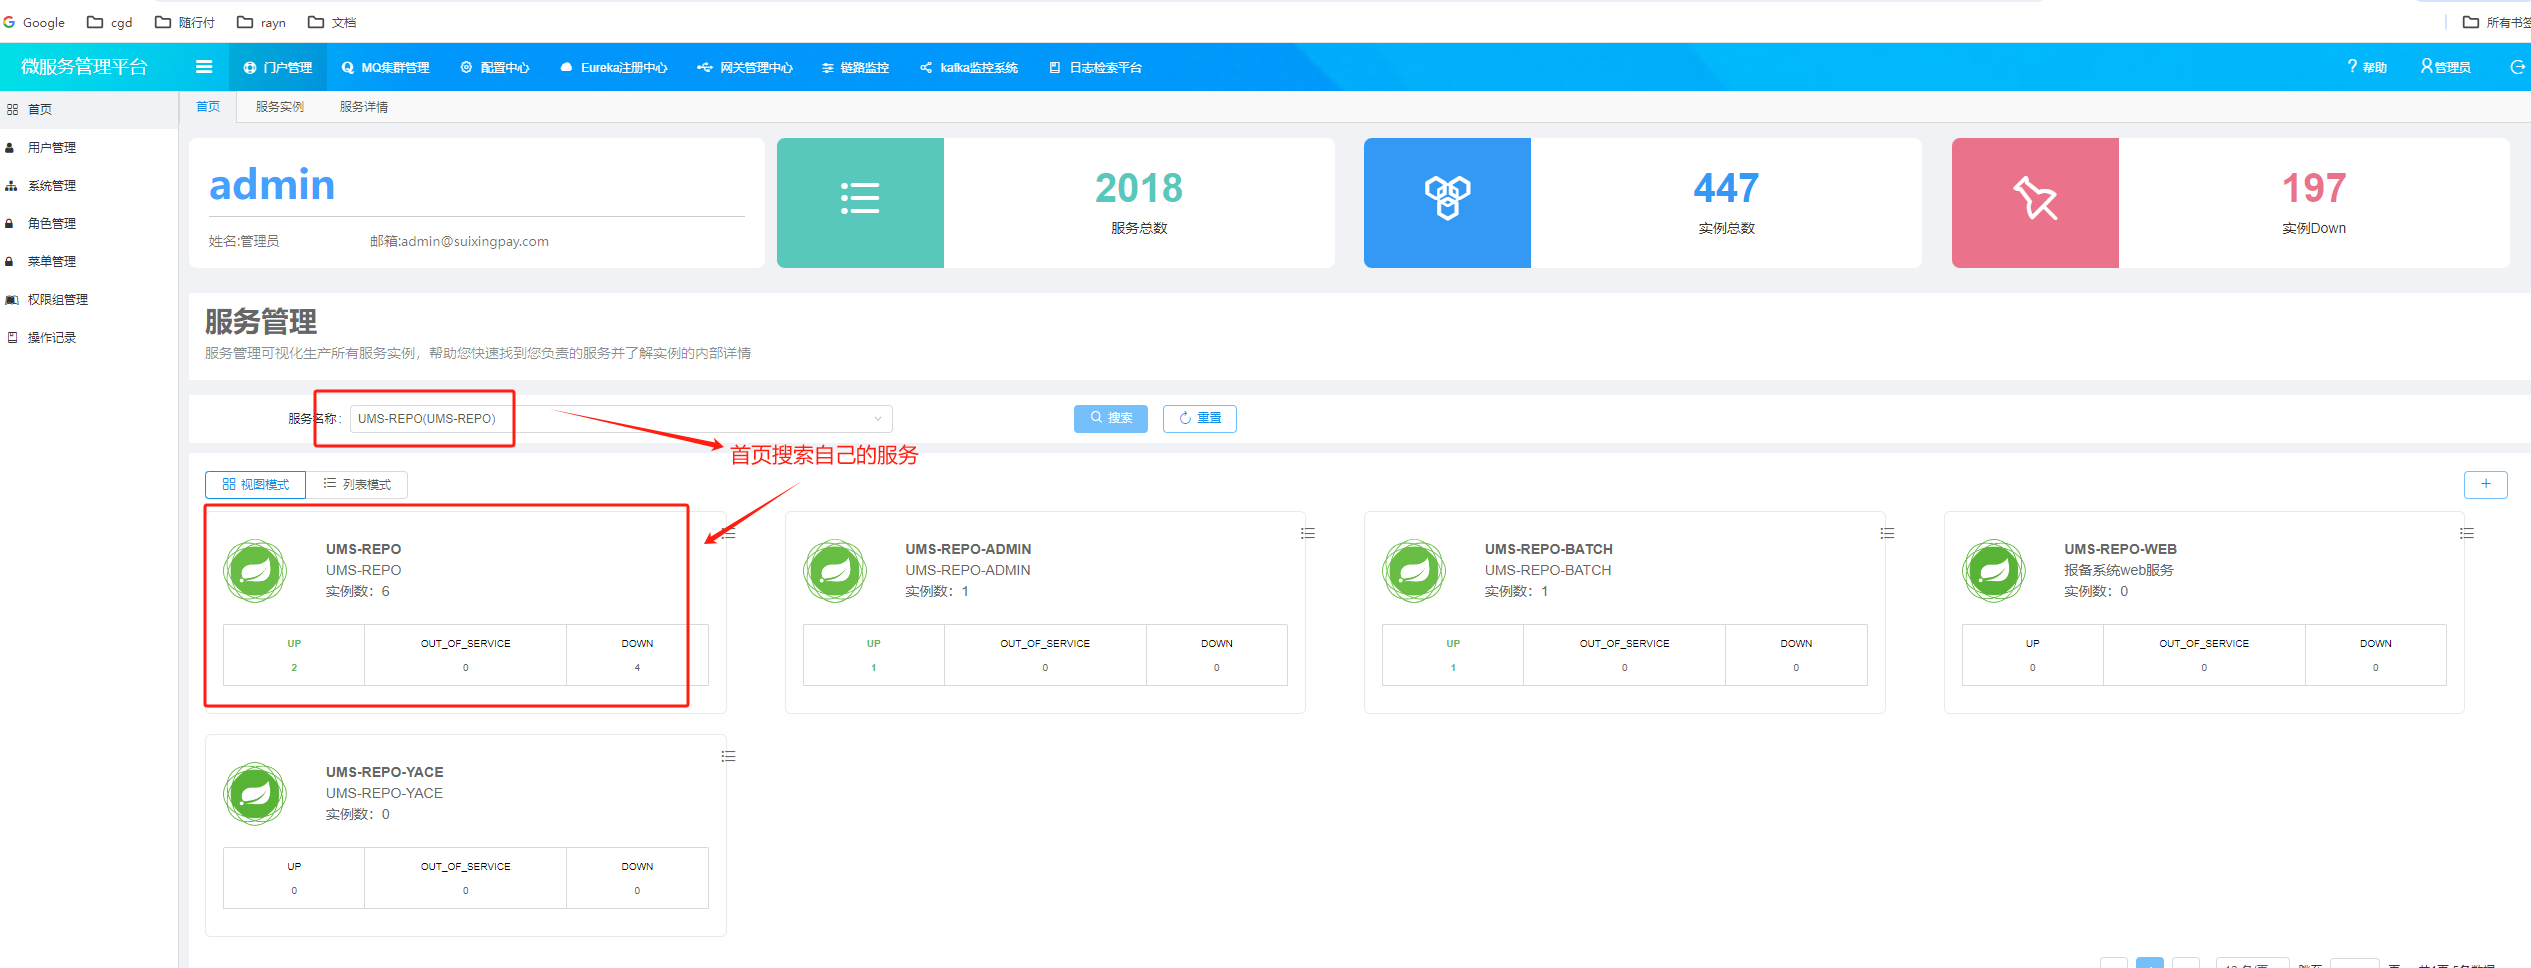 Google cgd 随行付 rayn 文档 所有书签
微服务管理平台 门户管理 MQ集群管理 配置中心 Eureka注册中心 网关管理中心 链路监控 kafka监控系统 日志检索平台 ? 帮助 管理员
首页
用户管理
系统管理
角色管理
菜单管理
权限组管理
操作记录
首页 服务实例 服务详情
admin
姓名:管理员 邮箱:admin@suixingpay.com
2018
服务总数
447
实例总数
197
实例Down
服务管理
服务管理可视化生产所有服务实例，帮助您快速找到您负责的服务并了解实例的内部详情
服务名称: UMS-REPO(UMS-REPO) 搜索 重置
首页搜索自己的服务
视图模式 列表模式 +
UMS-REPO
UMS-REPO
实例数：6
UP OUT_OF_SERVICE DOWN
2 0 4
UMS-REPO-ADMIN
UMS-REPO-ADMIN
实例数：1
UP OUT_OF_SERVICE DOWN
1 0 0
UMS-REPO-BATCH
UMS-REPO-BATCH
实例数：1
UP OUT_OF_SERVICE DOWN
1 0 0
UMS-REPO-WEB
报备系统web服务
实例数：0
UP OUT_OF_SERVICE DOWN
0 0 0
UMS-REPO-YACE
UMS-REPO-YACE
实例数：0
UP OUT_OF_SERVICE DOWN
0 0 0